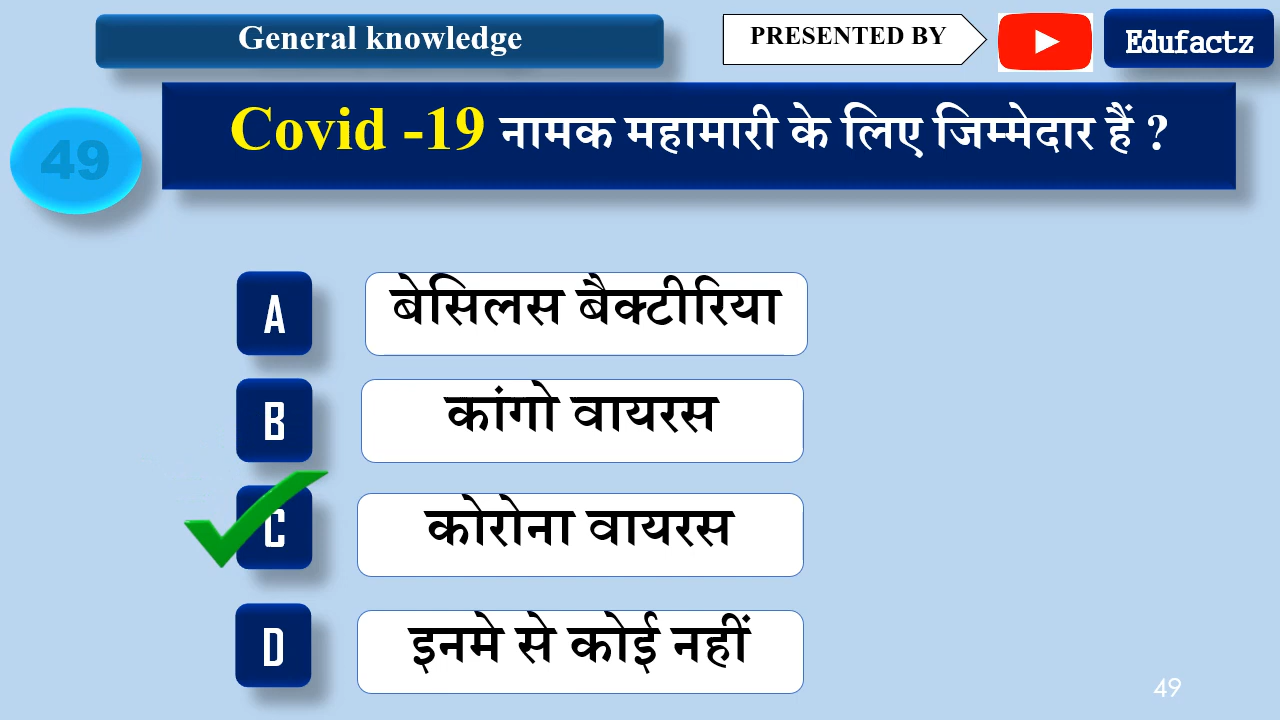 General knowledge
PRESENTED BY
Edufactz
49
Covid -19 नामक महामारी के लिए जिम्मेदार हैं ?
A
बेसिलस बैक्टीरिया
B
कांगो वायरस
C
कोरोना वायरस
D
इनमे से कोई नहीं
49